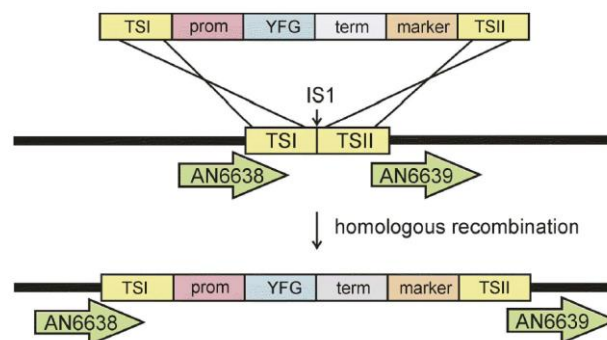 TSI prom YFG term marker TSII
IS1
TSI TSII
AN6638 AN6639
homologous recombination
TSI prom YFG term marker TSII
AN6638 AN6639